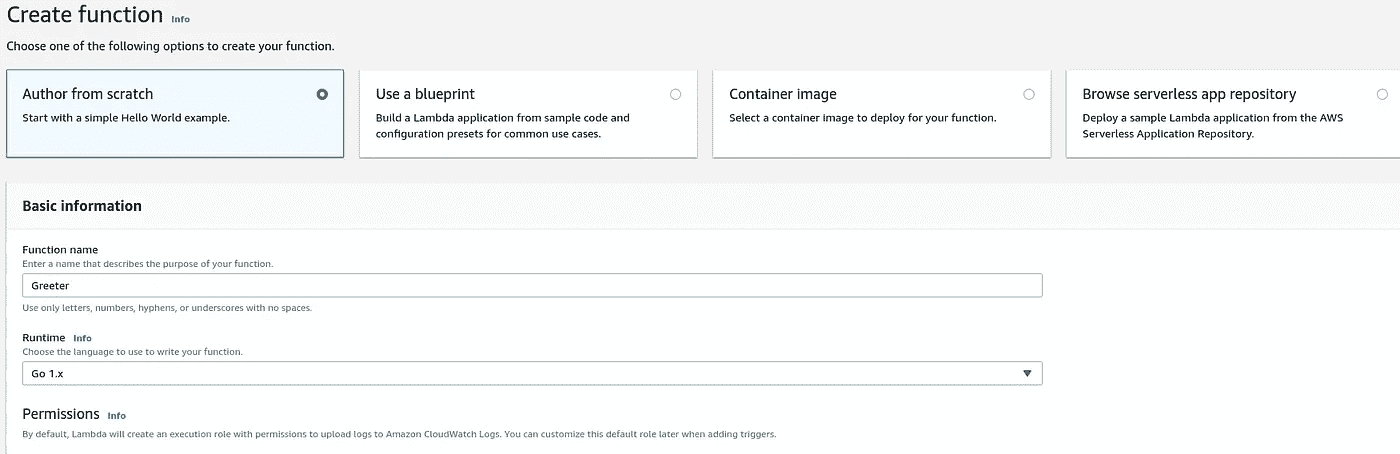 Create function Info
Choose one of the following options to create your function.
Author from scratch
Start with a simple Hello World example.
Use a blueprint
Build a Lambda application from sample code and
configuration presets for common use cases.
Container image
Select a container image to deploy for your function.
Browse serverless app repository
Deploy a sample Lambda application from the AWS
Serverless Application Repository.
Basic information
Function name
Enter a name that describes the purpose of your function.
Greeter
Use only letters, numbers, hyphens, or underscores with no spaces.
Runtime Info
Choose the language to use to write your function.
Go 1.x
Permissions Info
By default, Lambda will create an execution role with permissions to upload logs to Amazon CloudWatch Logs. You can customize this default role later when adding triggers.